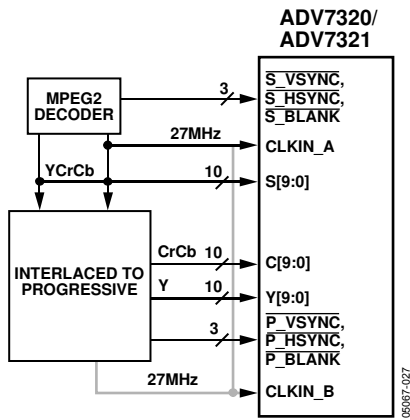 ADV7320/
ADV7321
MPEG2
DECODER
3
S_VSYNC,
S_HSYNC,
S_BLANK
27MHz
CLKIN_A
YCrCb
10
S[9:0]
INTERLACED TO
PROGRESSIVE
CrCb
10
C[9:0]
Y
10
Y[9:0]
3
P_VSYNC,
P_HSYNC,
P_BLANK
27MHz
CLKIN_B
05067-027